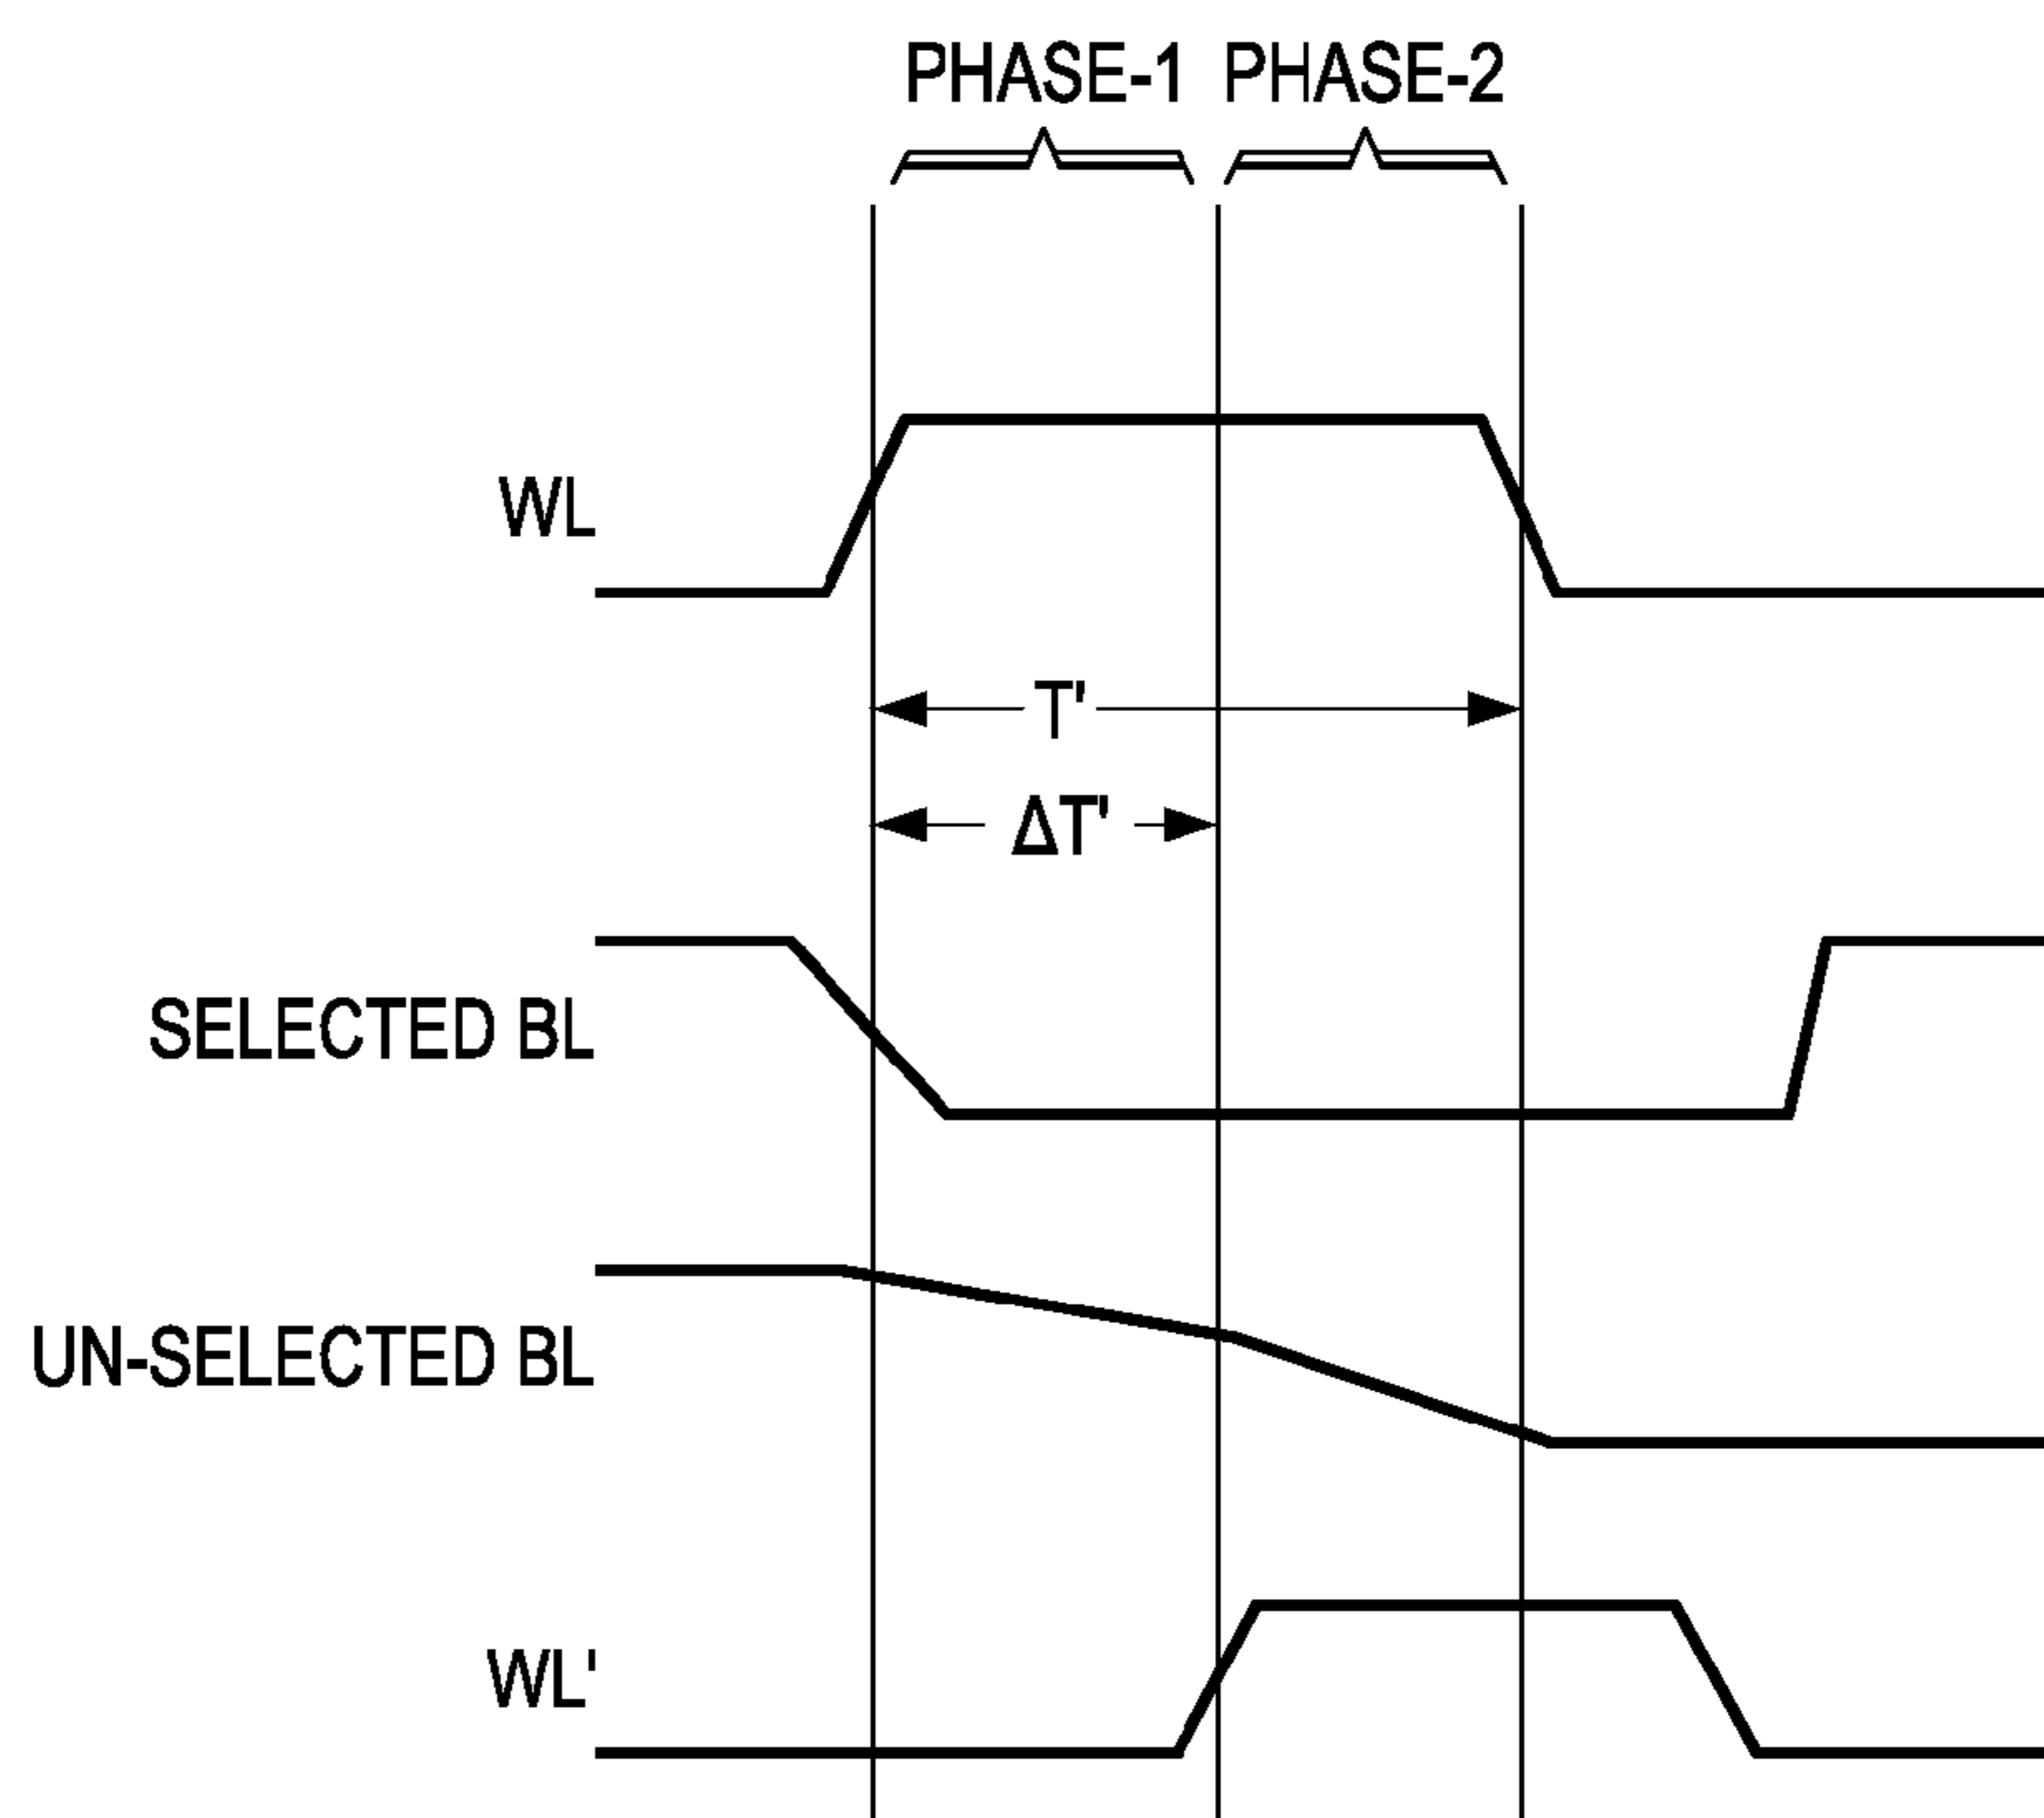 PHASE-1 PHASE-2
WL
T'
ΔT'
SELECTED BL
UN-SELECTED BL
WL'